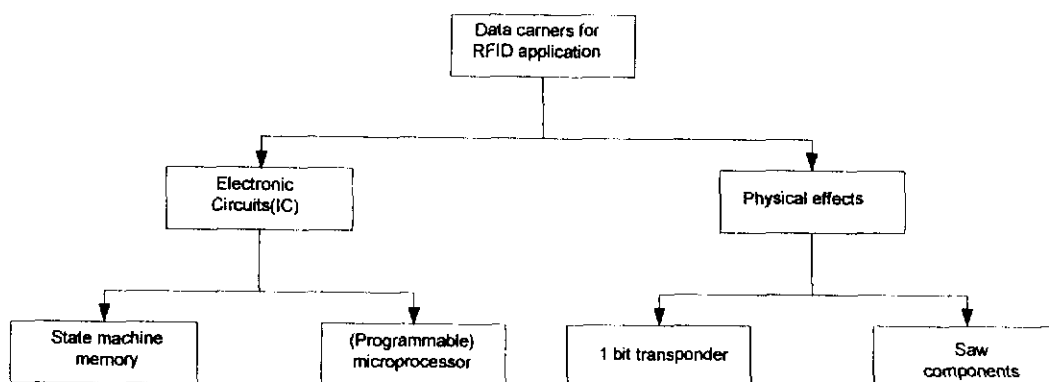 Data carners for
RFID application
Electronic
Circuits(IC)
Physical effects
State machine
memory
(Programmable)
microprocessor
1 bit transponder
Saw
components